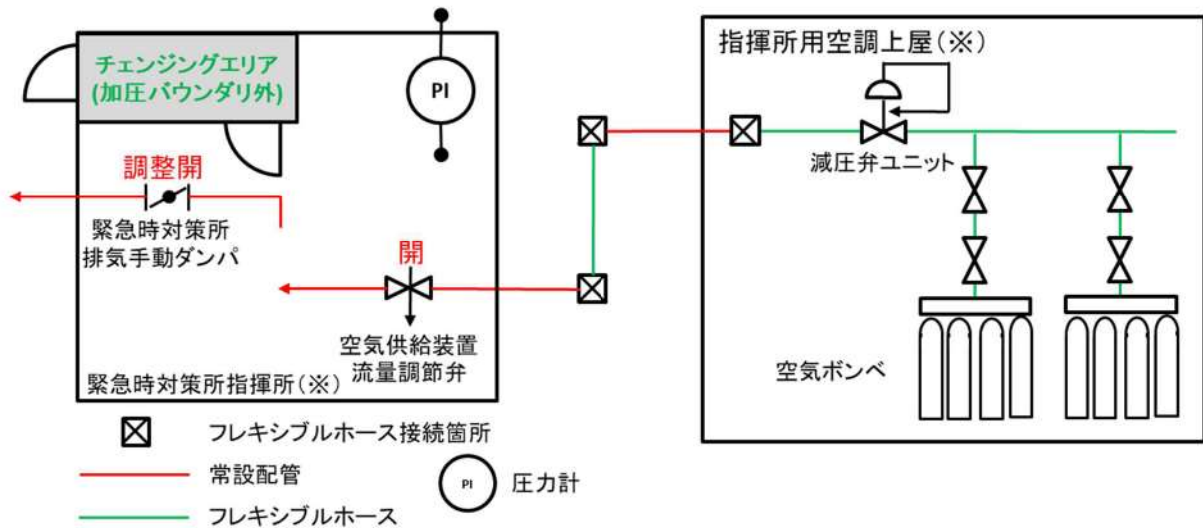 チェンジングエリア
(加圧バウンダリ外)
PI
調整開
緊急時対策所
排気手動ダンパ
開
空気供給装置
流量調節弁
緊急時対策所指揮所(※)
指揮所用空調上屋(※)
減圧弁ユニット
空気ボンベ
フレキシブルホース接続箇所
常設配管
フレキシブルホース
PI
圧力計